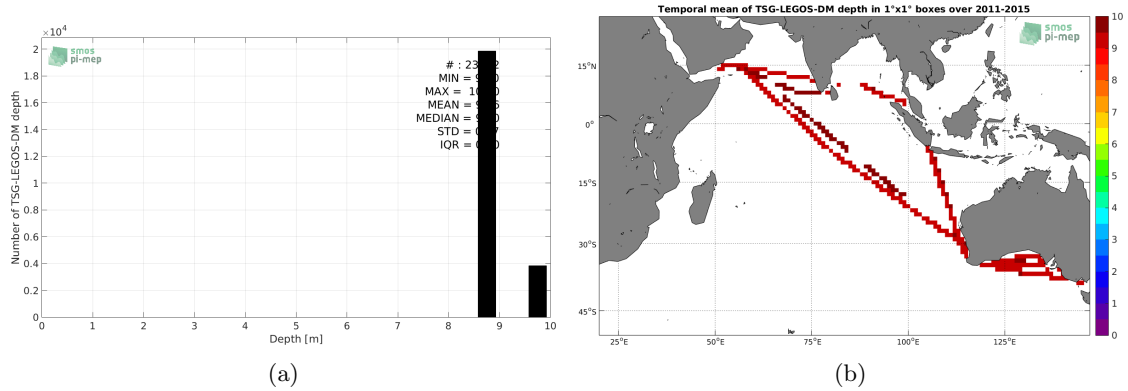 Temporal mean of TSG-LEGOS-DM depth in 1°x1° boxes over 2011-2015
×10⁴
smos
pi-mep
Number of TSG-LEGOS-DM depth
2
1.8
1.6
1.4
1.2
1
0.8
0.6
0.4
0.2
0
# :
MIN =
MAX =
MEAN =
MEDIAN =
STD =
IQR =
0 1 2 3 4 5 6 7 8 9 10
Depth [m]
(a)
smos
pi-mep
15°N
0°
15°S
30°S
45°S
25°E 50°E 75°E 100°E 125°E
10
9
8
7
6
5
4
3
2
1
0
(b)